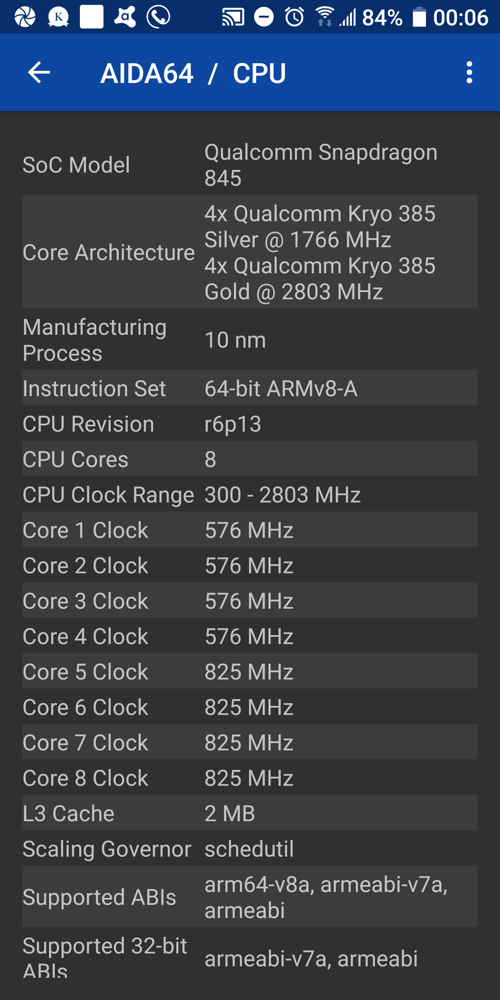 K
a
84%
00:06
AIDA64 / CPU
SoC Model
Qualcomm Snapdragon
845
Core Architecture
4x Qualcomm Kryo 385
Silver @ 1766 MHz
4x Qualcomm Kryo 385
Gold @ 2803 MHz
Manufacturing
Process
10 nm
Instruction Set
64-bit ARMv8-A
CPU Revision
r6p13
CPU Cores
8
CPU Clock Range
300 - 2803 MHz
Core 1 Clock
576 MHz
Core 2 Clock
576 MHz
Core 3 Clock
576 MHz
Core 4 Clock
576 MHz
Core 5 Clock
825 MHz
Core 6 Clock
825 MHz
Core 7 Clock
825 MHz
Core 8 Clock
825 MHz
L3 Cache
2 MB
Scaling Governor
schedutil
Supported ABIs
arm64-v8a, armeabi-v7a,
armeabi
Supported 32-bit
ABIs
armeabi-v7a, armeabi